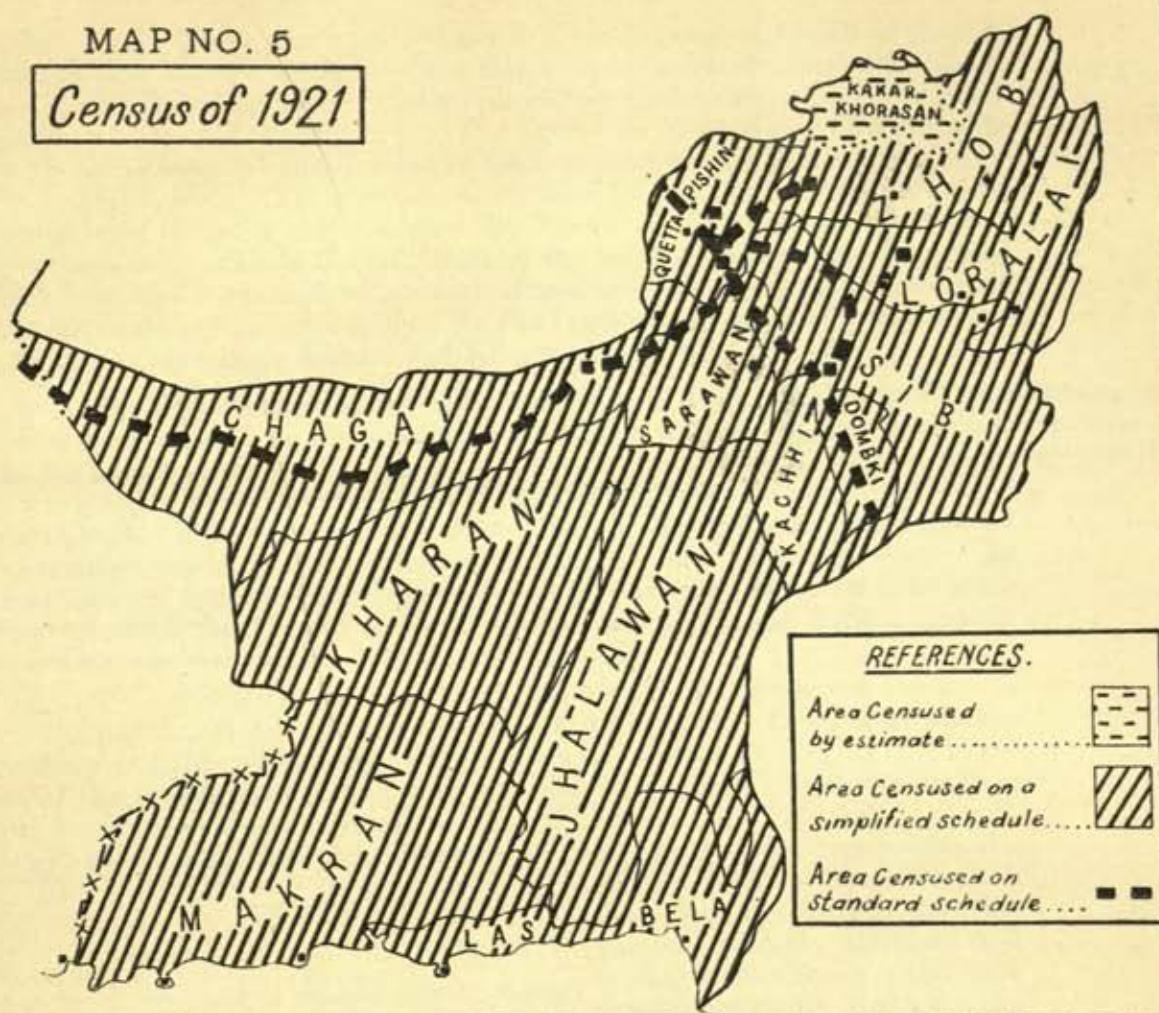 MAP NO. 5
Census of 1921
KAKAR
KHORASAN
ZHOB
LORALAI
QUETTA PISHIN
SARAWAN
SIBI
DOMBKI
KACHHI
CHAGAI
KHARAN
JHALAWAN
MAKRAN
LAS BELA
REFERENCES.
Area Censused
by estimate..............
Area Censused on a
simplified schedule.....
Area Censused on
standard schedule....